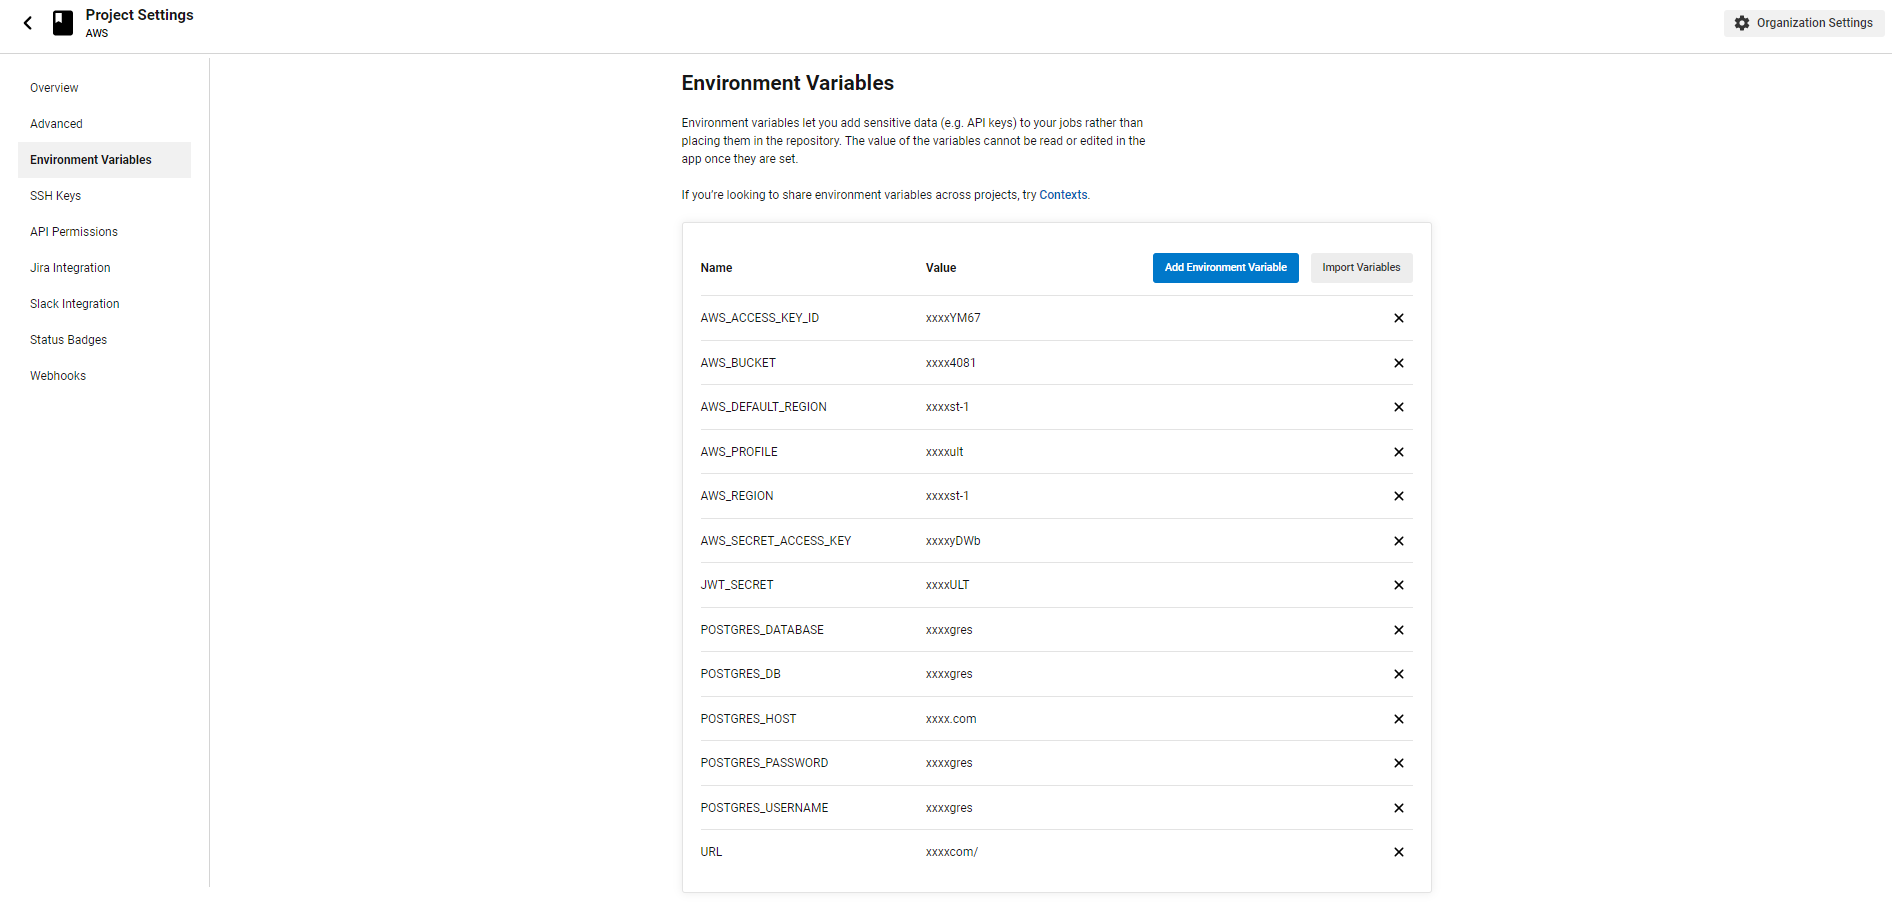 Project Settings
AWS
Organization Settings
Overview
Advanced
Environment Variables
SSH Keys
API Permissions
Jira Integration
Slack Integration
Status Badges
Webhooks
Environment Variables
Environment variables let you add sensitive data (e.g. API keys) to your jobs rather than
placing them in the repository. The value of the variables cannot be read or edited in the
app once they are set.
If you're looking to share environment variables across projects, try Contexts.
Name Value Add Environment Variable Import Variables
AWS_ACCESS_KEY_ID xxxxYM67
AWS_BUCKET xxxx4081
AWS_DEFAULT_REGION xxxxst-1
AWS_PROFILE xxxxult
AWS_REGION xxxxst-1
AWS_SECRET_ACCESS_KEY xxxxyDWb
JWT_SECRET xxxxULT
POSTGRES_DATABASE xxxxgres
POSTGRES_DB xxxxgres
POSTGRES_HOST xxxx.com
POSTGRES_PASSWORD xxxxgres
POSTGRES_USERNAME xxxxgres
URL xxxxcom/